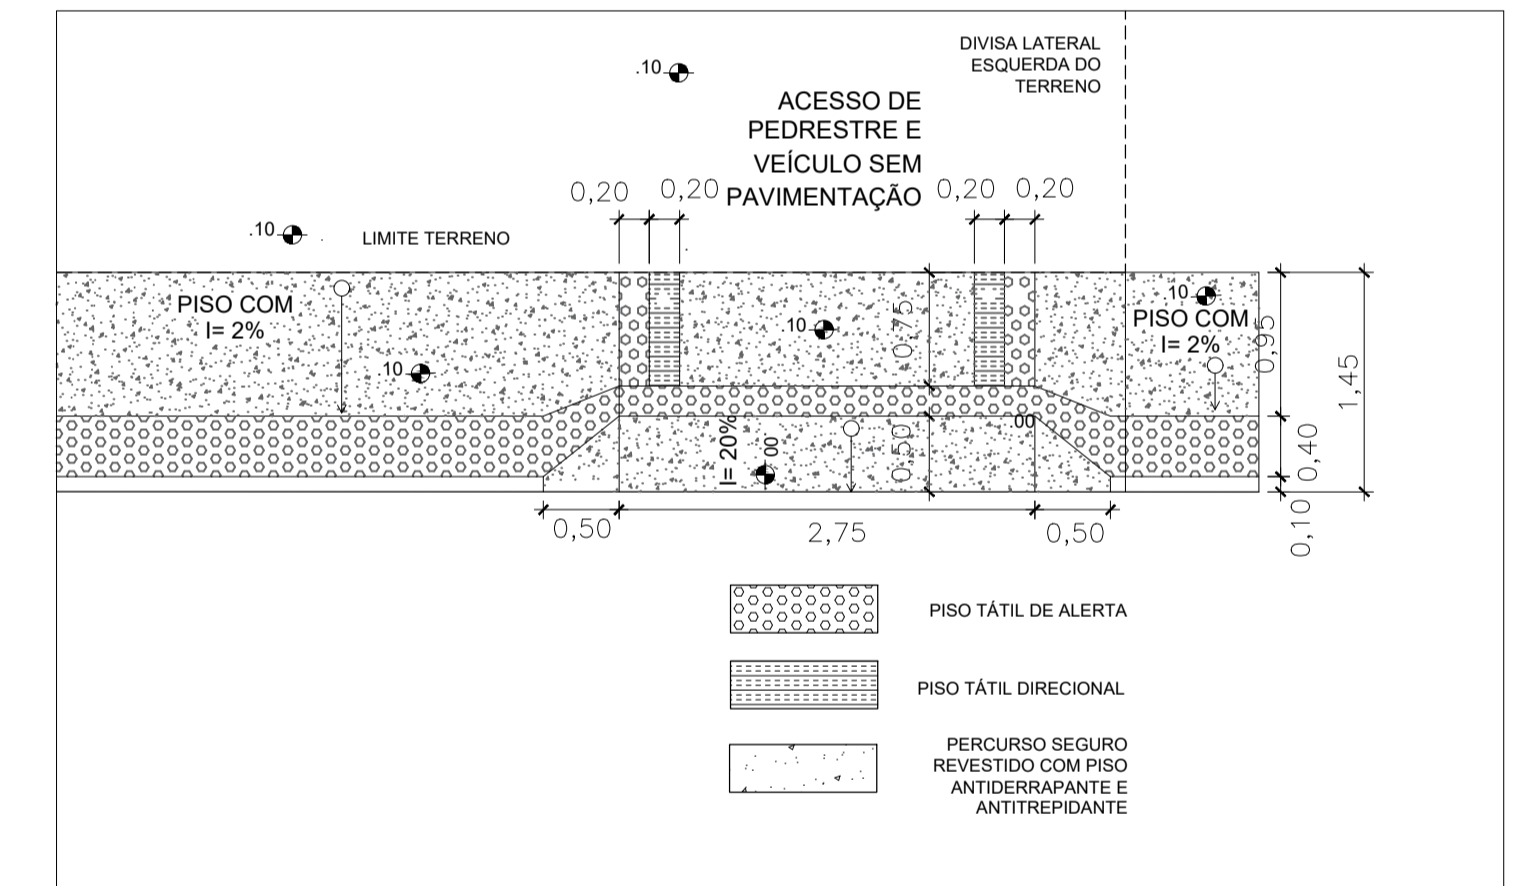 DIVISA LATERAL
ESQUERDA DO
TERRENO
.10
ACESSO DE
PEDRESTRE E
VEÍCULO SEM
PAVIMENTAÇÃO
0,20
0,20
0,20
0,20
.10
LIMITE TERRENO
PISO COM
I= 2%
.10
.10
0,75
.10
PISO COM
I= 2%
0,95
1,45
I= 20%
00
0,50
00
0,40
0,10
0,50
2,75
0,50
PISO TÁTIL DE ALERTA
PISO TÁTIL DIRECIONAL
PERCURSO SEGURO
REVESTIDO COM PISO
ANTIDERRAPANTE E
ANTITREPIDANTE